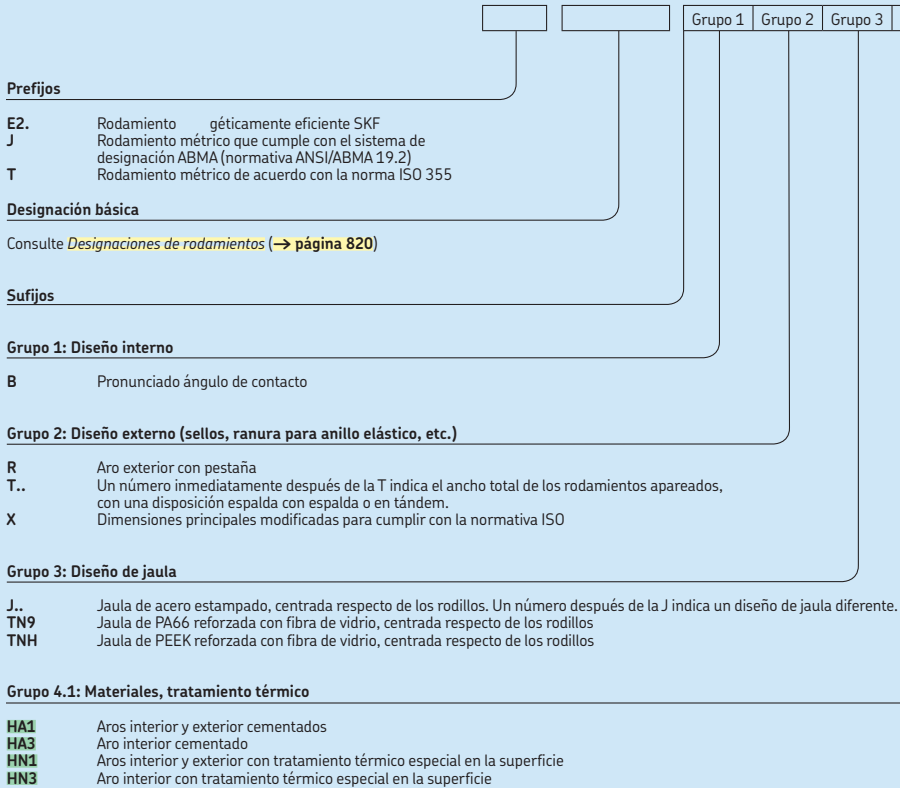 Grupo 1 Grupo 2 Grupo 3
Prefijos
E2. Rodamiento géticamente eficiente SKF
J Rodamiento métrico que cumple con el sistema de
designación ABMA (normativa ANSI/ABMA 19.2)
T Rodamiento métrico de acuerdo con la norma ISO 355
Designación básica
Consulte Designaciones de rodamientos (→ página 820)
Sufijos
Grupo 1: Diseño interno
B Pronunciado ángulo de contacto
Grupo 2: Diseño externo (sellos, ranura para anillo elástico, etc.)
R Aro exterior con pestaña
T.. Un número inmediatamente después de la T indica el ancho total de los rodamientos apareados,
con una disposición espalda con espalda o en tándem.
X Dimensiones principales modificadas para cumplir con la normativa ISO
Grupo 3: Diseño de jaula
J.. Jaula de acero estampado, centrada respecto de los rodillos. Un número después de la J indica un diseño de jaula diferente.
TN9 Jaula de PA66 reforzada con fibra de vidrio, centrada respecto de los rodillos
TNH Jaula de PEEK reforzada con fibra de vidrio, centrada respecto de los rodillos
Grupo 4.1: Materiales, tratamiento térmico
HA1 Aros interior y exterior cementados
HA3 Aro interior cementado
HN1 Aros interior y exterior con tratamiento térmico especial en la superficie
HN3 Aro interior con tratamiento térmico especial en la superficie